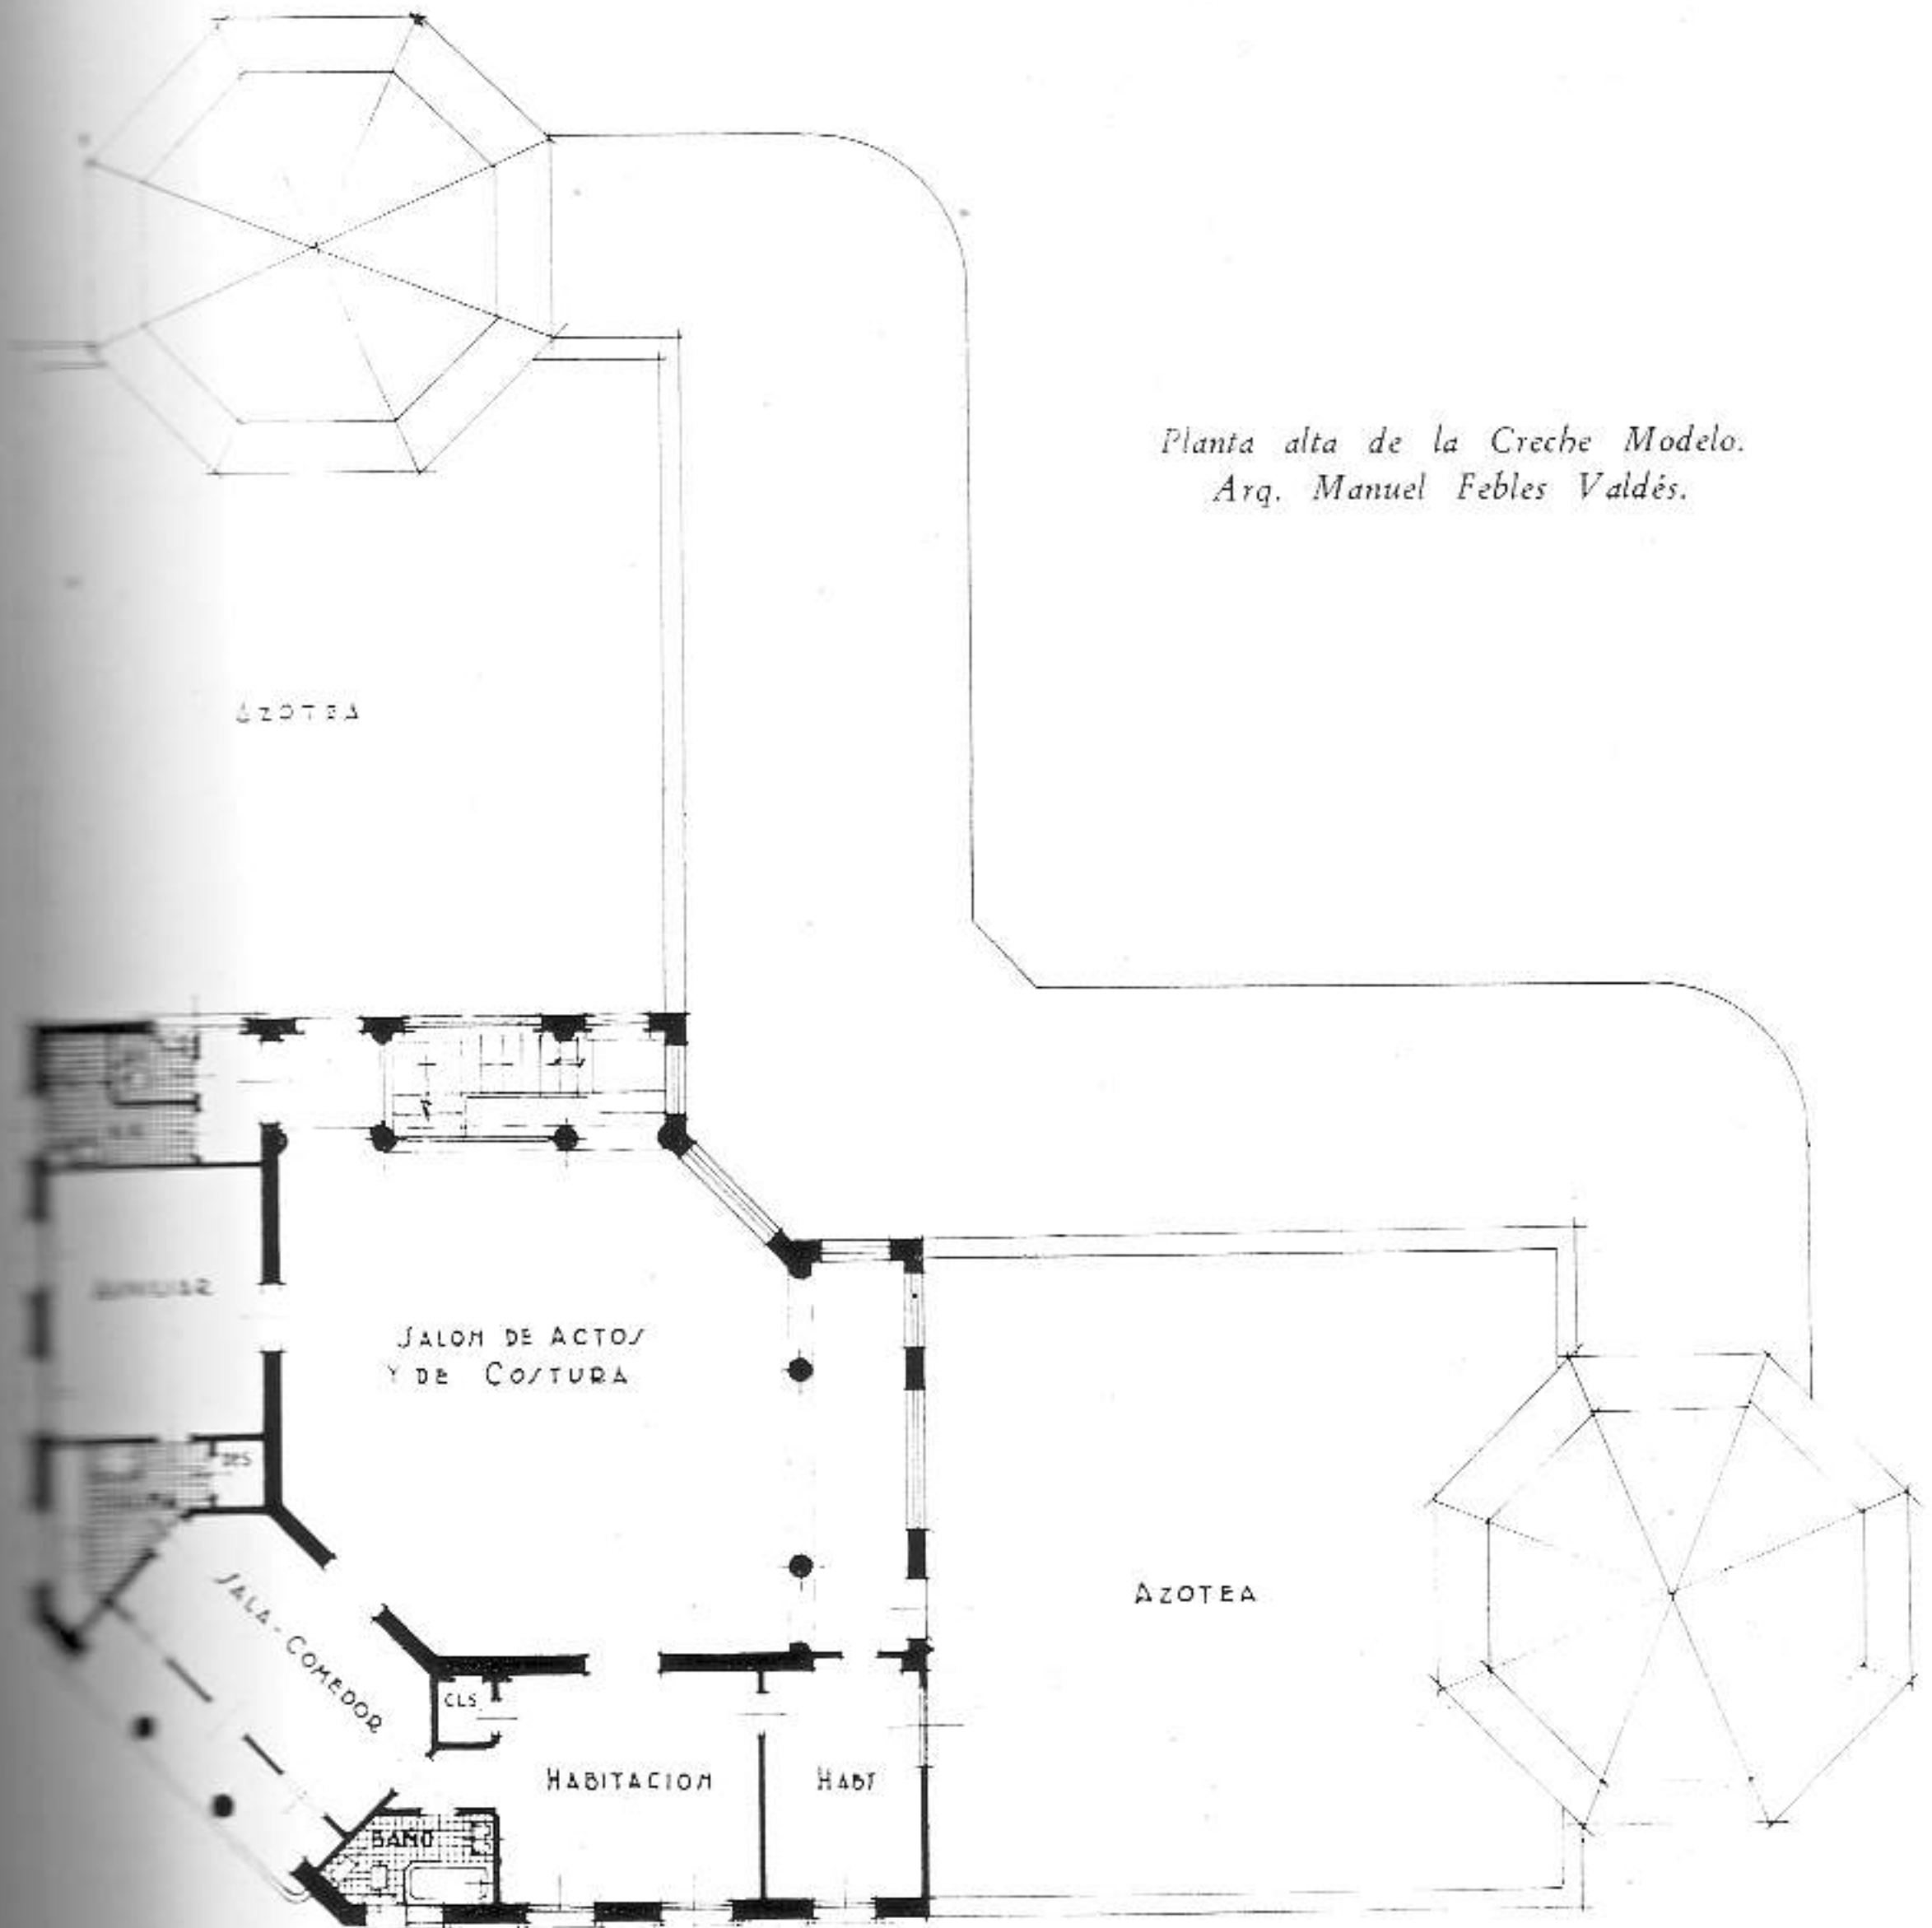 Planta alta de la Creche Modelo.
Arq. Manuel Febles Valdés.
AZOTEA
SALON DE ACTOS
Y DE COSTURA
DES
SALA-COMEDOR
CLS
HABITACION
HABT
BAÑO
AZOTEA